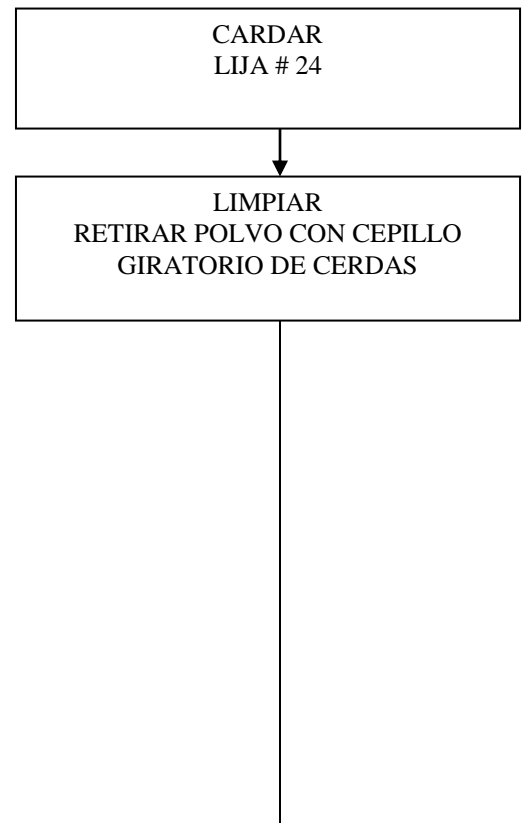 CARDAR
LIJA # 24
LIMPIAR
RETIRAR POLVO CON CEPILLO
GIRATORIO DE CERDAS